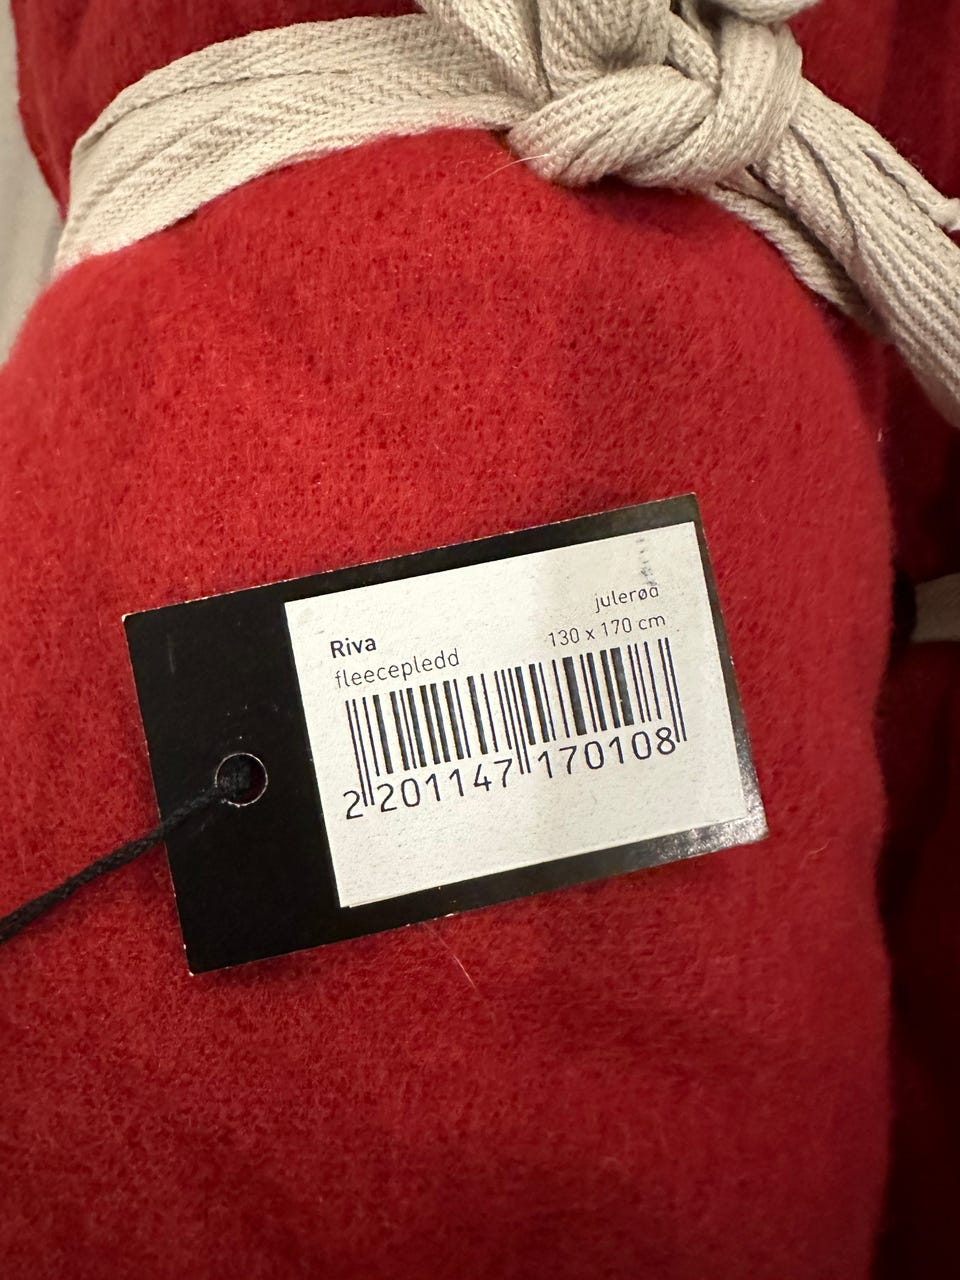 Riva
fleecepledd
julerød
130 x 170 cm
2 201147 170108